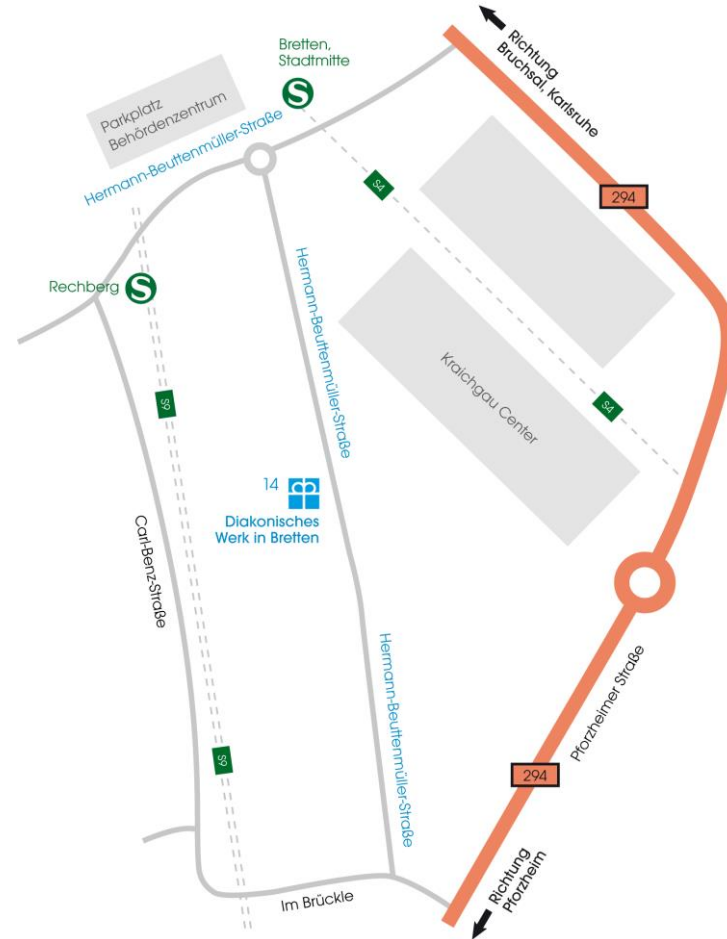 Richtung
Bruchsal, Karlsruhe
Bretten,
Stadtmitte
S
Parkplatz
Behördenzentrum
Hermann-Beuttenmüller-Straße
S4
294
Rechberg
S
Hermann-Beuttenmüller-Straße
S9
S4
Kraichgau Center
14
Diakonisches
Werk in Bretten
Carl-Benz-Straße
Hermann-Beuttenmüller-Straße
Pforzheimer Straße
S9
294
Im Brückle
Richtung
Pforzheim